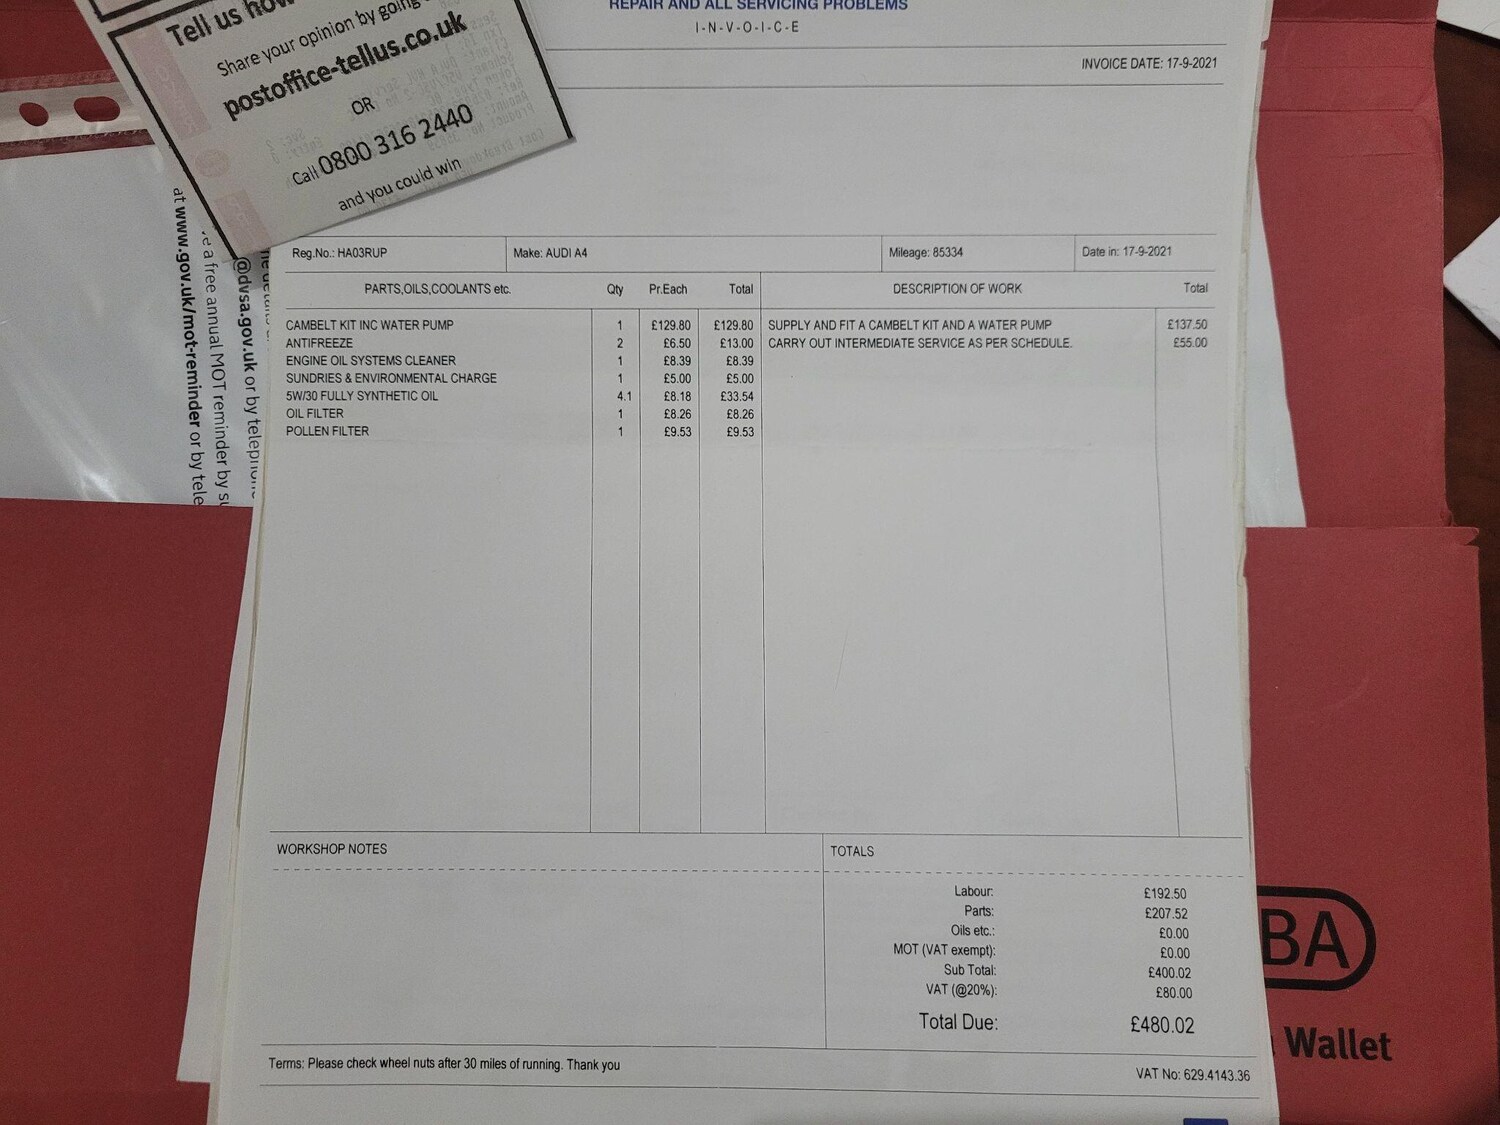 Tell us how
Share your opinion by going
postoffice-tellus.co.uk
OR
Call 0800 316 2440
and you could win
at www.gov.uk/mot-reminder or by tele
a free annual MOT reminder by su
@dvsa.gov.uk or by telephone
REPAIR AND ALL SERVICING PROBLEMS
I-N-V-O-I-C-E
INVOICE DATE: 17-9-2021
Reg.No.: HA03RUP Make: AUDI A4 Mileage: 85334 Date in: 17-9-2021
PARTS,OILS,COOLANTS etc. Qty Pr.Each Total DESCRIPTION OF WORK Total
CAMBELT KIT INC WATER PUMP 1 £129.80 £129.80 SUPPLY AND FIT A CAMBELT KIT AND A WATER PUMP £137.50
ANTIFREEZE 2 £6.50 £13.00 CARRY OUT INTERMEDIATE SERVICE AS PER SCHEDULE. £55.00
ENGINE OIL SYSTEMS CLEANER 1 £8.39 £8.39
SUNDRIES & ENVIRONMENTAL CHARGE 1 £5.00 £5.00
5W/30 FULLY SYNTHETIC OIL 4.1 £8.18 £33.54
OIL FILTER 1 £8.26 £8.26
POLLEN FILTER 1 £9.53 £9.53
WORKSHOP NOTES
TOTALS
Labour: £192.50
Parts: £207.52
Oils etc.: £0.00
MOT (VAT exempt): £0.00
Sub Total: £400.02
VAT (@20%): £80.00
Total Due: £480.02
Terms: Please check wheel nuts after 30 miles of running. Thank you
VAT No: 629.4143.36
BA
Wallet